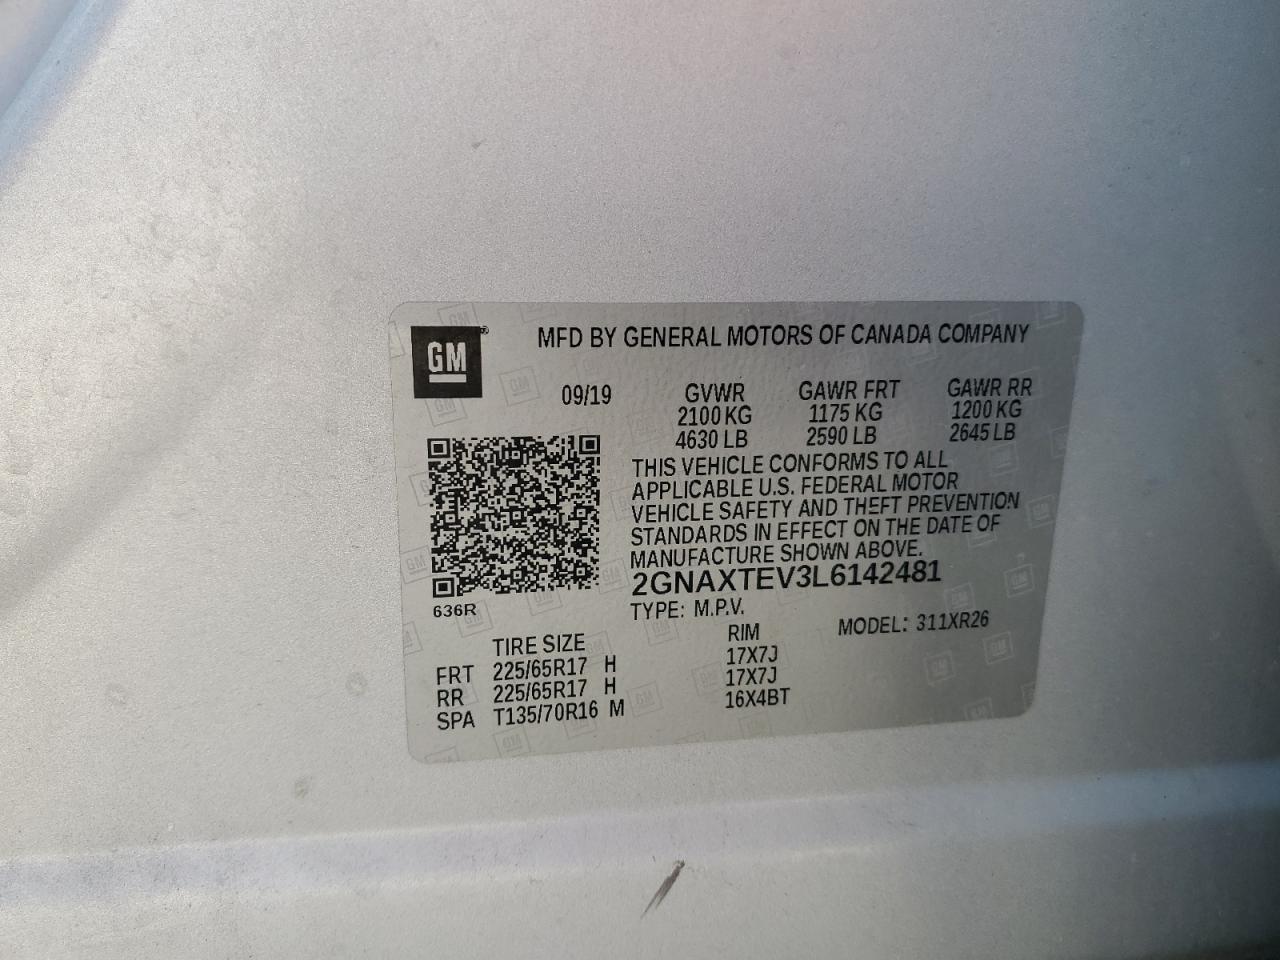 GM®
MFD BY GENERAL MOTORS OF CANADA COMPANY
09/19 GVWR GAWR FRT GAWR RR
2100 KG 1175 KG 1200 KG
4630 LB 2590 LB 2645 LB
THIS VEHICLE CONFORMS TO ALL
APPLICABLE U.S. FEDERAL MOTOR
VEHICLE SAFETY AND THEFT PREVENTION
STANDARDS IN EFFECT ON THE DATE OF
MANUFACTURE SHOWN ABOVE.
2GNAXTEV3L6142481
636R
TYPE: M.P.V. MODEL: 311XR26
TIRE SIZE RIM
FRT 225/65R17 H 17X7J
RR 225/65R17 H 17X7J
SPA T135/70R16 M 16X4BT